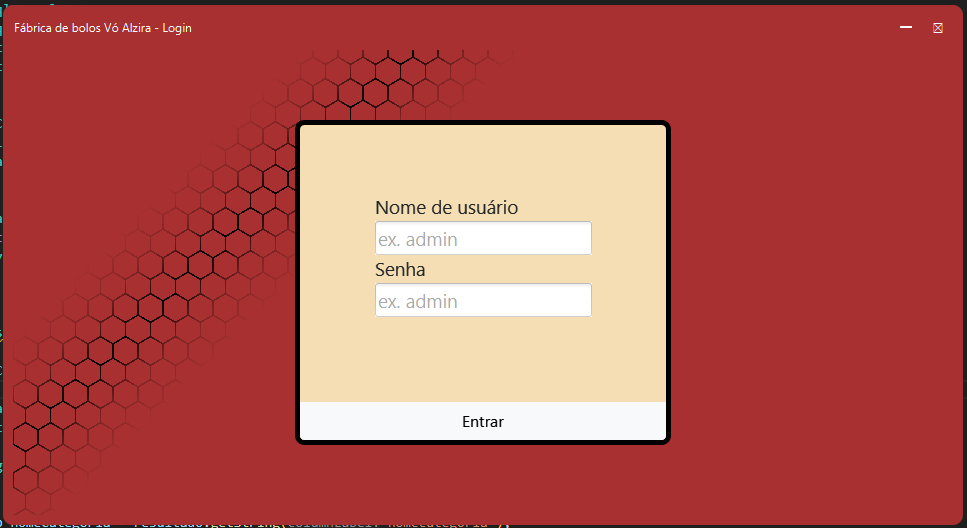 Fábrica de bolos Vó Alzira - Login
Nome de usuário
ex. admin
Senha
ex. admin
Entrar